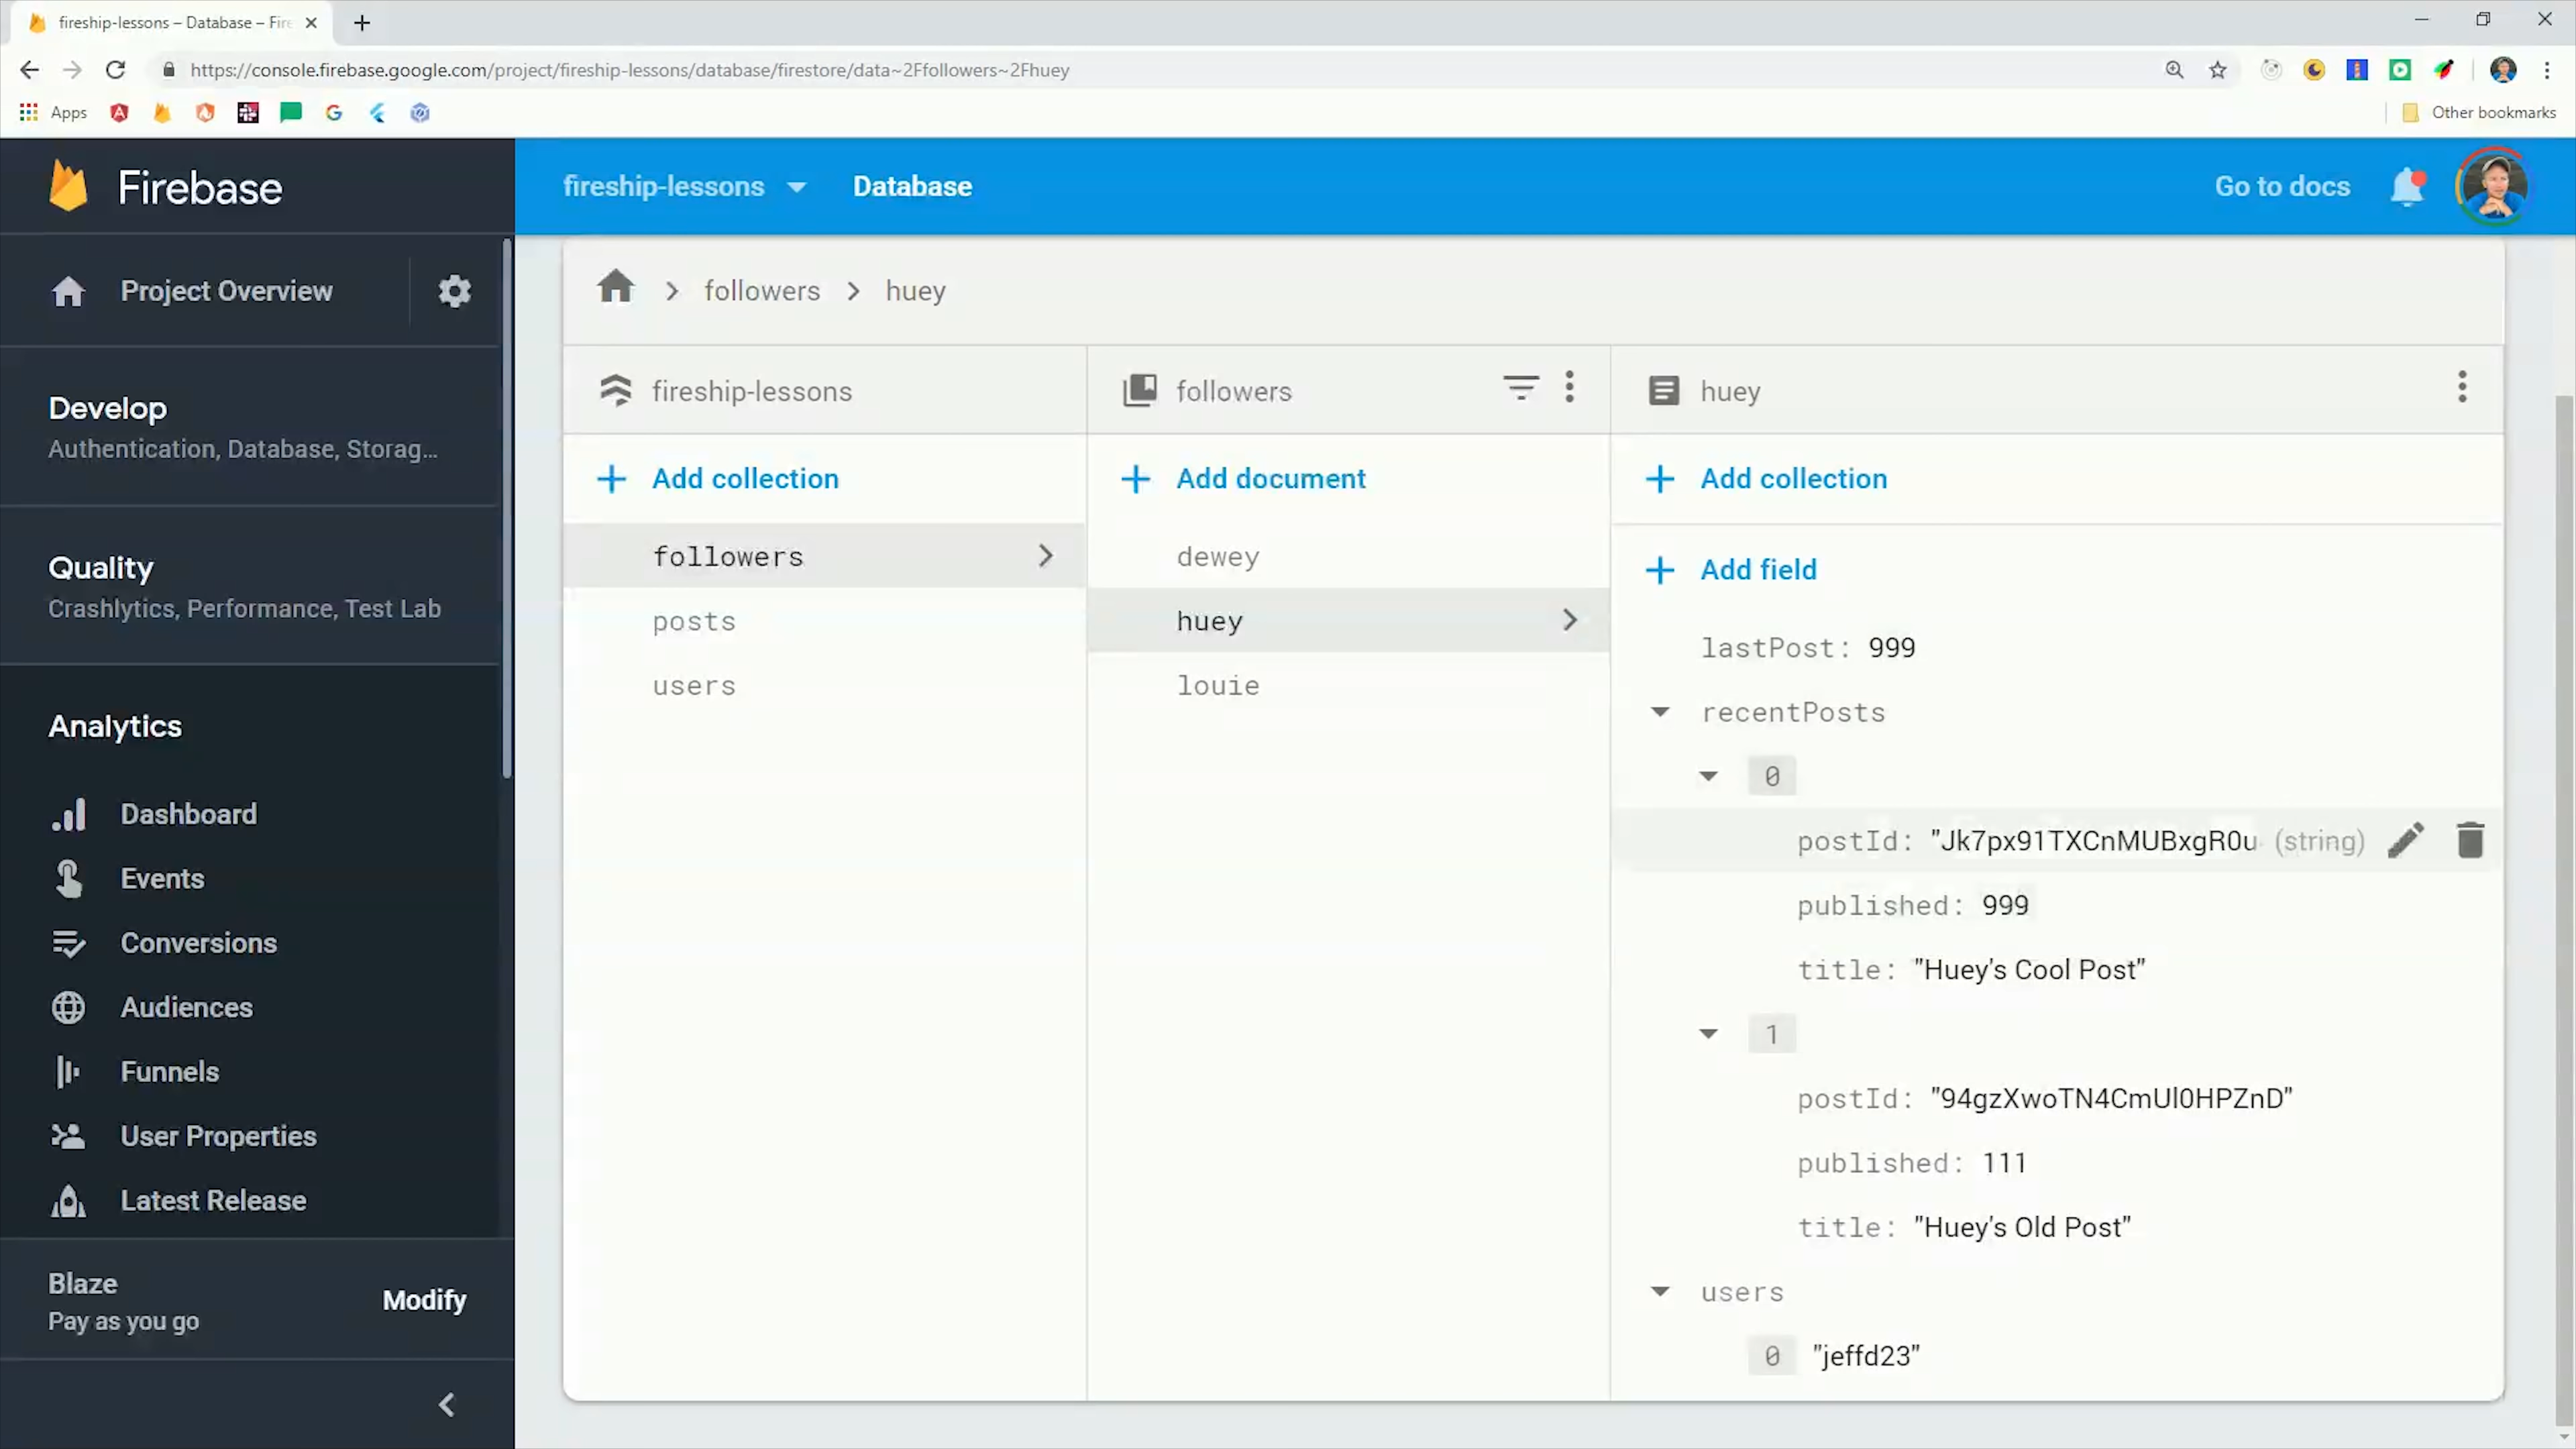 fireship-lessons – Database – Fire
https://console.firebase.google.com/project/fireship-lessons/database/firestore/data~2Ffollowers~2Fhuey
Apps
Other bookmarks
Firebase
fireship-lessons
Database
Go to docs
Project Overview
followers
huey
Develop
Authentication, Database, Storag...
Quality
Crashlytics, Performance, Test Lab
Analytics
Dashboard
Events
Conversions
Audiences
Funnels
User Properties
Latest Release
Blaze
Pay as you go
Modify
fireship-lessons
Add collection
followers
posts
users
followers
Add document
dewey
huey
louie
huey
Add collection
Add field
lastPost: 999
recentPosts
0
postId: "Jk7px91TXCnMUBxgR0u (string)
published: 999
title: "Huey's Cool Post"
1
postId: "94gzXwoTN4CmUl0HPZnD"
published: 111
title: "Huey's Old Post"
users
0 "jeffd23"